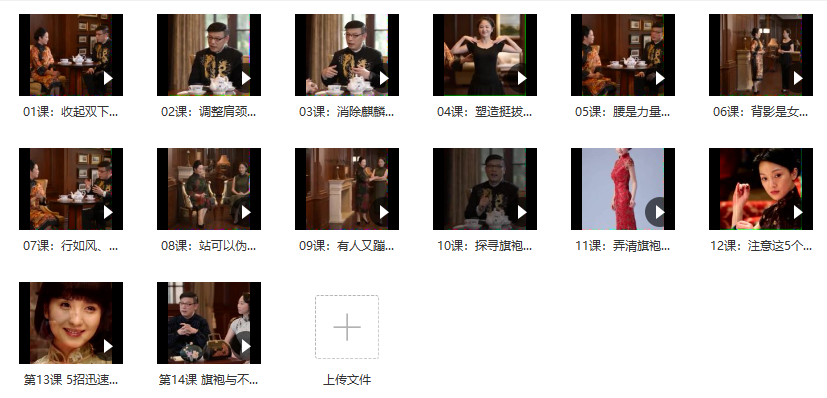 01课：收起双下...
02课：调整肩颈...
03课：消除麒麟...
04课：塑造挺拔...
05课：腰是力量...
06课：背影是女...
07课：行如风、...
08课：站可以伪...
09课：有人又蹦...
10课：探寻旗袍...
11课：弄清旗袍...
12课：注意这5个...
第13课 5招迅速...
第14课 旗袍与不...
上传文件